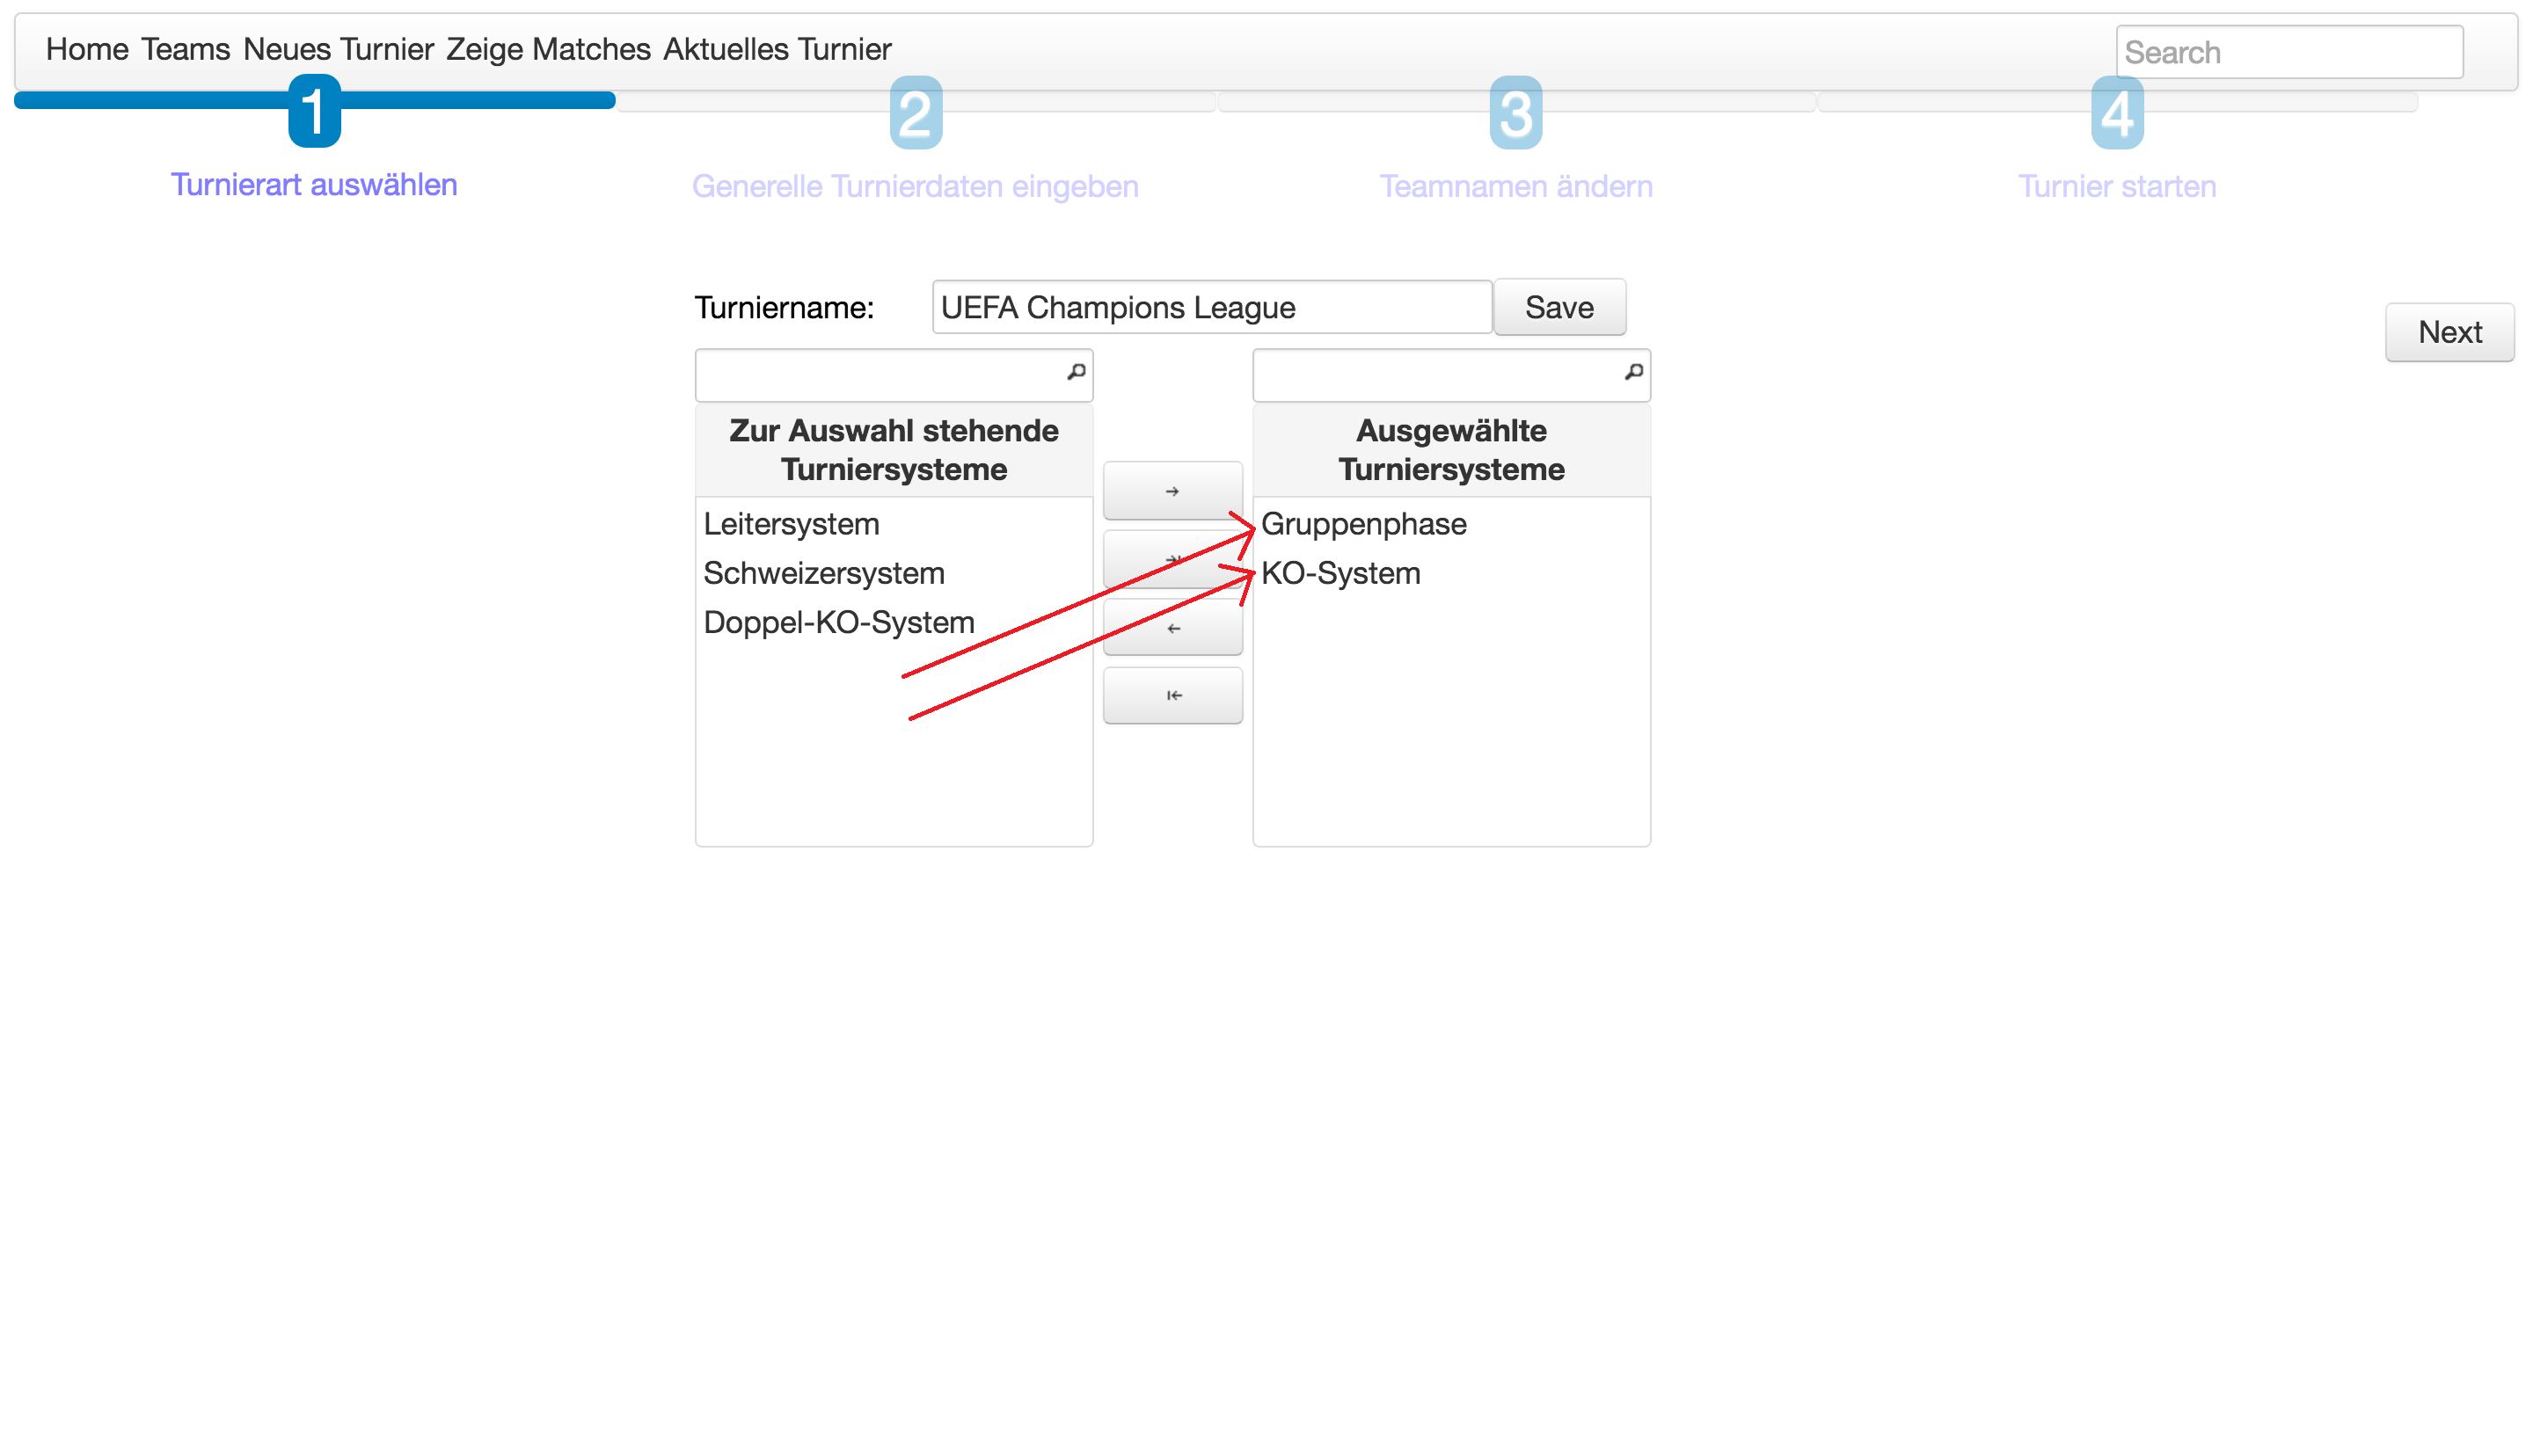 Home Teams Neues Turnier Zeige Matches Aktuelles Turnier Search
1 2 3 4
Turnierart auswählen Generelle Turnierdaten eingeben Teamnamen ändern Turnier starten
Turniername: UEFA Champions League Save
Next
Zur Auswahl stehende
Turniersysteme
Leitersystem
Schweizersystem
Doppel-KO-System
Ausgewählte
Turniersysteme
Gruppenphase
KO-System